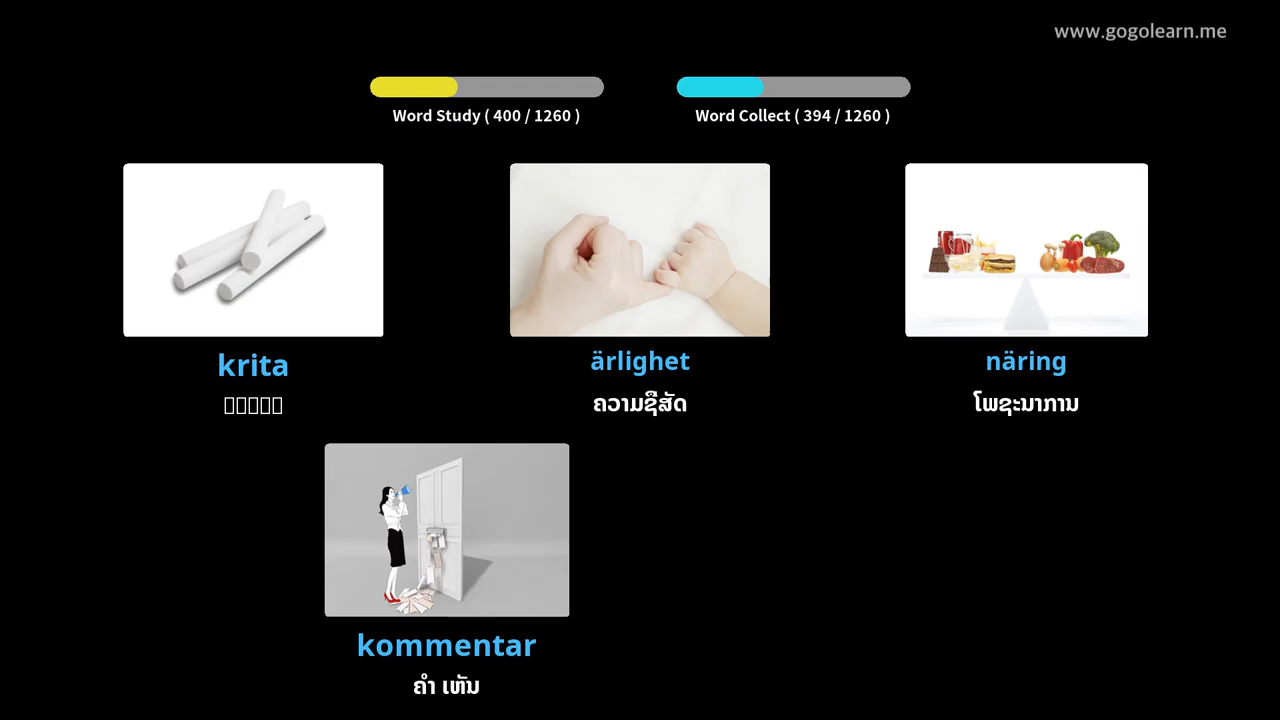 www.gogolearn.me
Word Study ( 400 / 1260 )
Word Collect ( 394 / 1260 )
krita
ärlighet
ຄວາມຊື່ສັດ
näring
ໂພຊະນາການ
kommentar
ຄຳ ເຫັນ